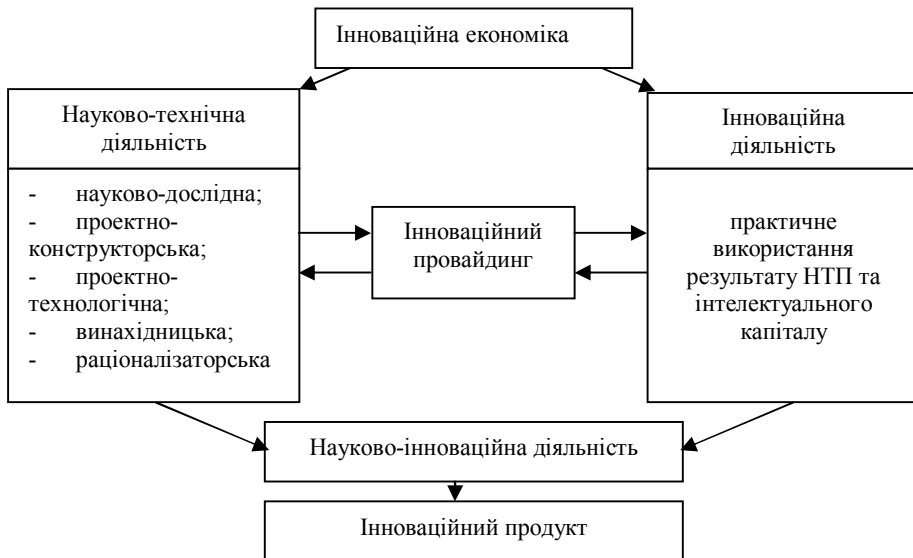 Інноваційна економіка
Науково-технічна
діяльність
- науково-дослідна;
- проектно-
конструкторська;
- проектно-
технологічна;
- винахідницька;
- раціоналізаторська
Інноваційний
провайдинг
Інноваційна
діяльність
практичне
використання
результату НТП та
інтелектуального
капіталу
Науково-інноваційна діяльність
Інноваційний продукт